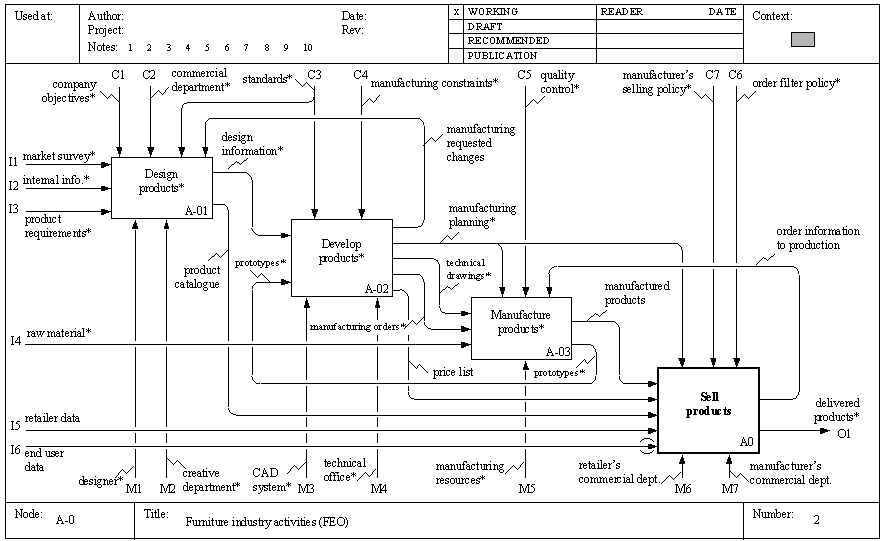 Used at:
Author:
Date:
Project:
Rev:
Notes: 1 2 3 4 5 6 7 8 9 10
x WORKING
READER DATE
DRAFT
RECOMMENDED
PUBLICATION
Context:
C1
C2
commercial
department*
company
objectives*
standards*
C3
C4
manufacturing constraints*
C5
quality
control*
manufacturer's
selling policy*
C7
C6
order filter policy*
I1 market survey*
I2 internal info.*
I3
product
requirements*
Design
products*
A-01
design
information*
manufacturing
requested
changes
product
catalogue
prototypes*
Develop
products*
A-02
manufacturing
planning*
technical
drawings*
order information
to production
manufactured
products
manufacturing orders*
Manufacture
products*
A-03
I4 raw material*
price list
prototypes*
Sell
products
A0
delivered
products*
O1
I5 retailer data
I6 end user
data
designer*
M1
M2
creative
department*
CAD
system*
M3
technical
office*
M4
manufacturing
resources*
M5
retailer's
commercial dept.
M6
M7
manufacturer's
commercial dept.
Node: A-0
Title: Furniture industry activities (FEO)
Number: 2